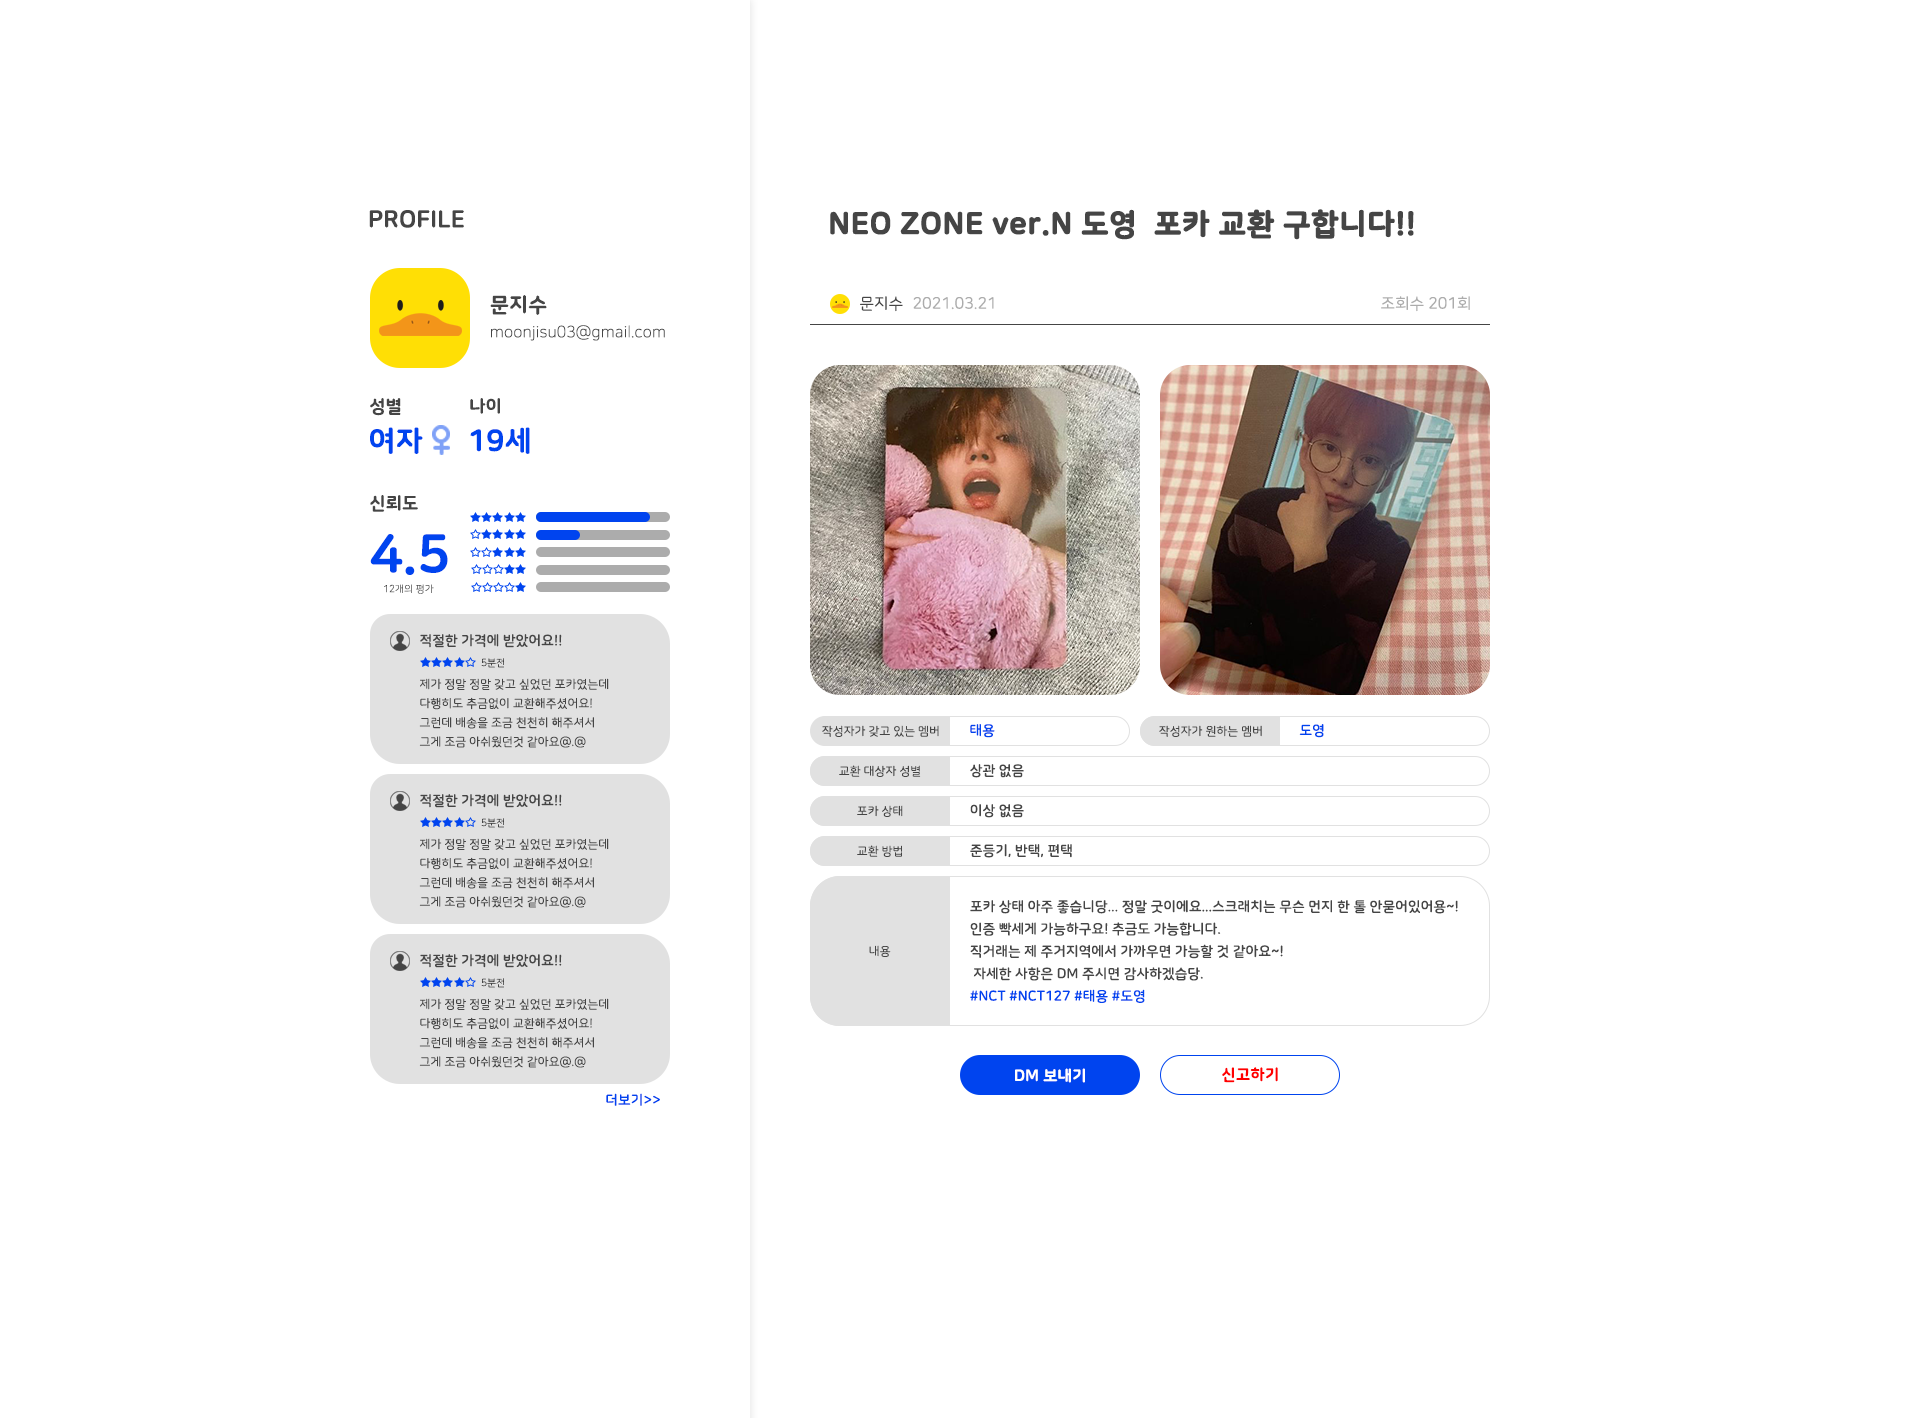 PROFILE
문지수
moonjisu03@gmail.com
성별
여자
나이
19세
신뢰도
4.5
12개의 평가
적절한 가격에 받았어요!!
5분전
제가 정말 정말 갖고 싶었던 포카였는데
다행히도 추금없이 교환해주셨어요!
그런데 배송을 조금 천천히 해주셔서
그게 조금 아쉬웠던것 같아요@.@
적절한 가격에 받았어요!!
5분전
제가 정말 정말 갖고 싶었던 포카였는데
다행히도 추금없이 교환해주셨어요!
그런데 배송을 조금 천천히 해주셔서
그게 조금 아쉬웠던것 같아요@.@
적절한 가격에 받았어요!!
5분전
제가 정말 정말 갖고 싶었던 포카였는데
다행히도 추금없이 교환해주셨어요!
그런데 배송을 조금 천천히 해주셔서
그게 조금 아쉬웠던것 같아요@.@
더보기>>
NEO ZONE ver.N 도영 포카 교환 구합니다!!
문지수 2021.03.21 조회수 201회
작성자가 갖고 있는 멤버 태용 작성자가 원하는 멤버 도영
교환 대상자 성별 상관 없음
포카 상태 이상 없음
교환 방법 준등기, 반택, 편택
내용
포카 상태 아주 좋습니당... 정말 굿이에요...스크래치는 무슨 먼지 한 톨 안묻어있어용~!
인증 빡세게 가능하구요! 추금도 가능합니다.
직거래는 제 주거지역에서 가까우면 가능할 것 같아요~!
자세한 사항은 DM 주시면 감사하겠습당.
#NCT #NCT127 #태용 #도영
DM 보내기 신고하기